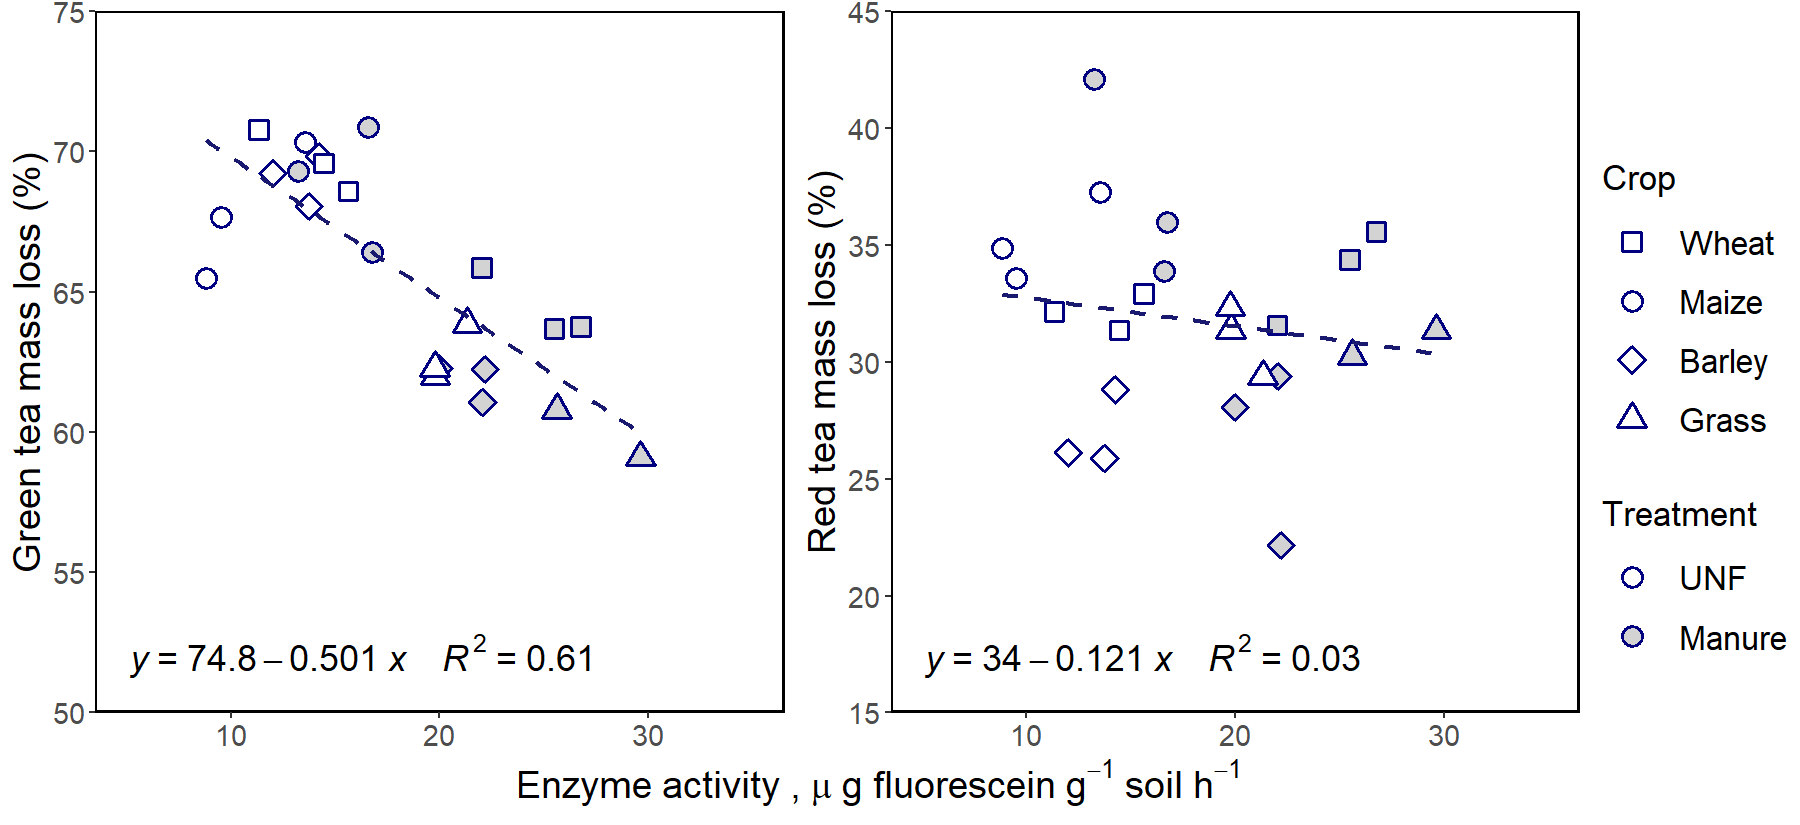 Green tea mass loss (%)
75
70
65
60
55
50
10 20 30
y = 74.8 – 0.501 x R² = 0.61
Red tea mass loss (%)
45
40
35
30
25
20
15
10 20 30
y = 34 – 0.121 x R² = 0.03
Enzyme activity , μ g fluorescein g⁻¹ soil h⁻¹
Crop
Wheat
Maize
Barley
Grass
Treatment
UNF
Manure